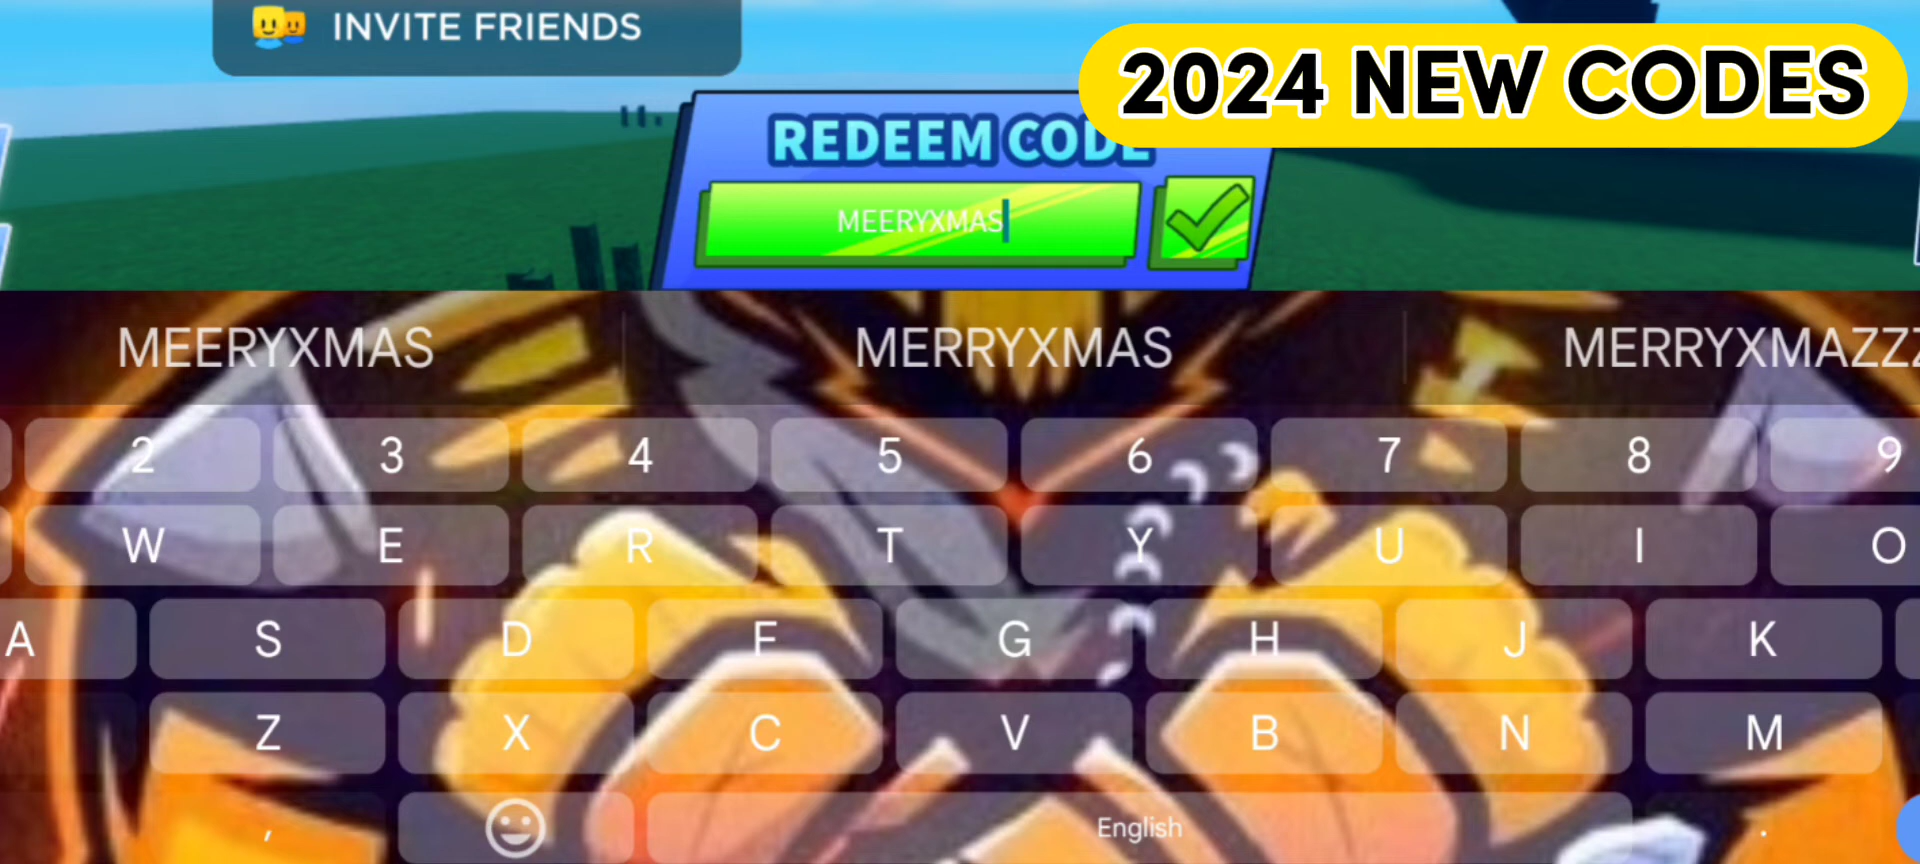 INVITE FRIENDS
2024 NEW CODES
REDEEM CODE
MEERYXMAS
MEERYXMAS MERRYXMAS MERRYXMAZZZ
2 3 4 5 6 7 8 9
W E R T Y U I O
A S D F G H J K
Z X C V B N M
, English .